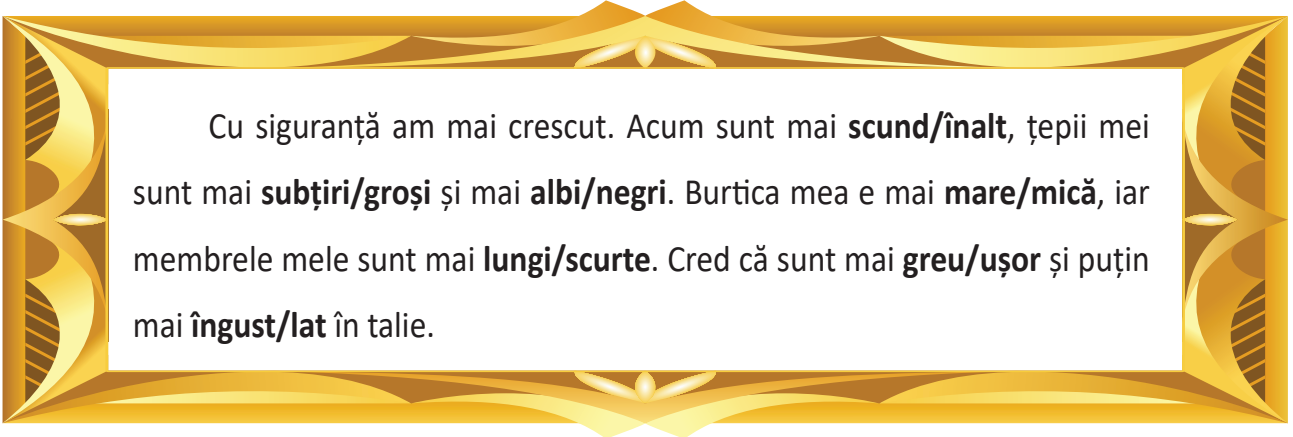 Cu siguranță am mai crescut. Acum sunt mai scund/înalt, țepii mei
sunt mai subțiri/groși și mai albi/negri. Burtica mea e mai mare/mică, iar
membrele mele sunt mai lungi/scurte. Cred că sunt mai greu/ușor și puțin
mai îngust/lat în talie.